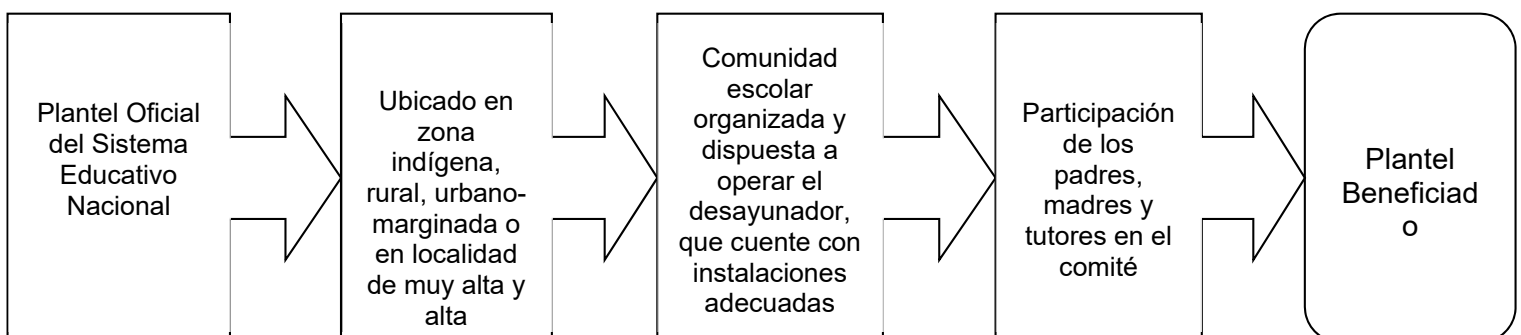 Plantel Oficial
del Sistema
Educativo
Nacional
Ubicado en
zona
indígena,
rural, urbano-
marginada o
en localidad
de muy alta y
alta
Comunidad
escolar
organizada y
dispuesta a
operar el
desayunador,
que cuente con
instalaciones
adecuadas
Participación
de los
padres,
madres y
tutores en el
comité
Plantel
Beneficiad
o